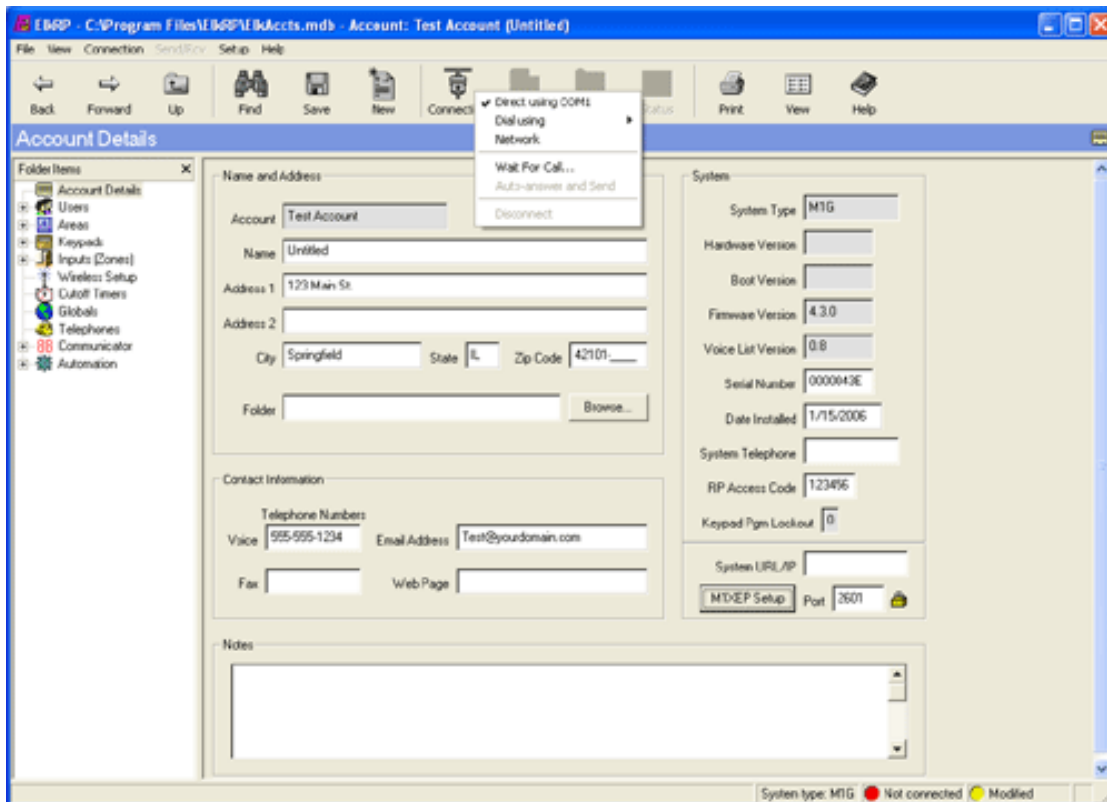 ElkRP - C:\Program Files\ElkRP\ElkAccts.mdb - Account: Test Account (Untitled)
File View Connection Send/Rcv Setup Help
Back Forward Up Find Save New Connection Status Print View Help
Direct using COM1
Dial using
Network
Wait For Call...
Auto-answer and Send
Disconnect
Account Details
Folder Items
Account Details
Users
Areas
Keypads
Inputs (Zones)
Wireless Setup
Cutoff Timers
Globals
Telephones
Communicator
Automation
Name and Address
Account Test Account
Name Untitled
Address 1 123 Main St.
Address 2
City Springfield State IL Zip Code 42101-____
Folder Browse...
Contact Information
Telephone Numbers
Voice 555-555-1234 Email Address Test@yourdomain.com
Fax Web Page
Notes
System
System Type M1G
Hardware Version
Boot Version
Firmware Version 4.3.0
Voice List Version 0.8
Serial Number 0000043E
Date Installed 1/15/2006
System Telephone
RP Access Code 123456
Keypad Pgm Lockout 0
System URL/IP
M1XEP Setup Port 2601
System type: M1G Not connected Modified